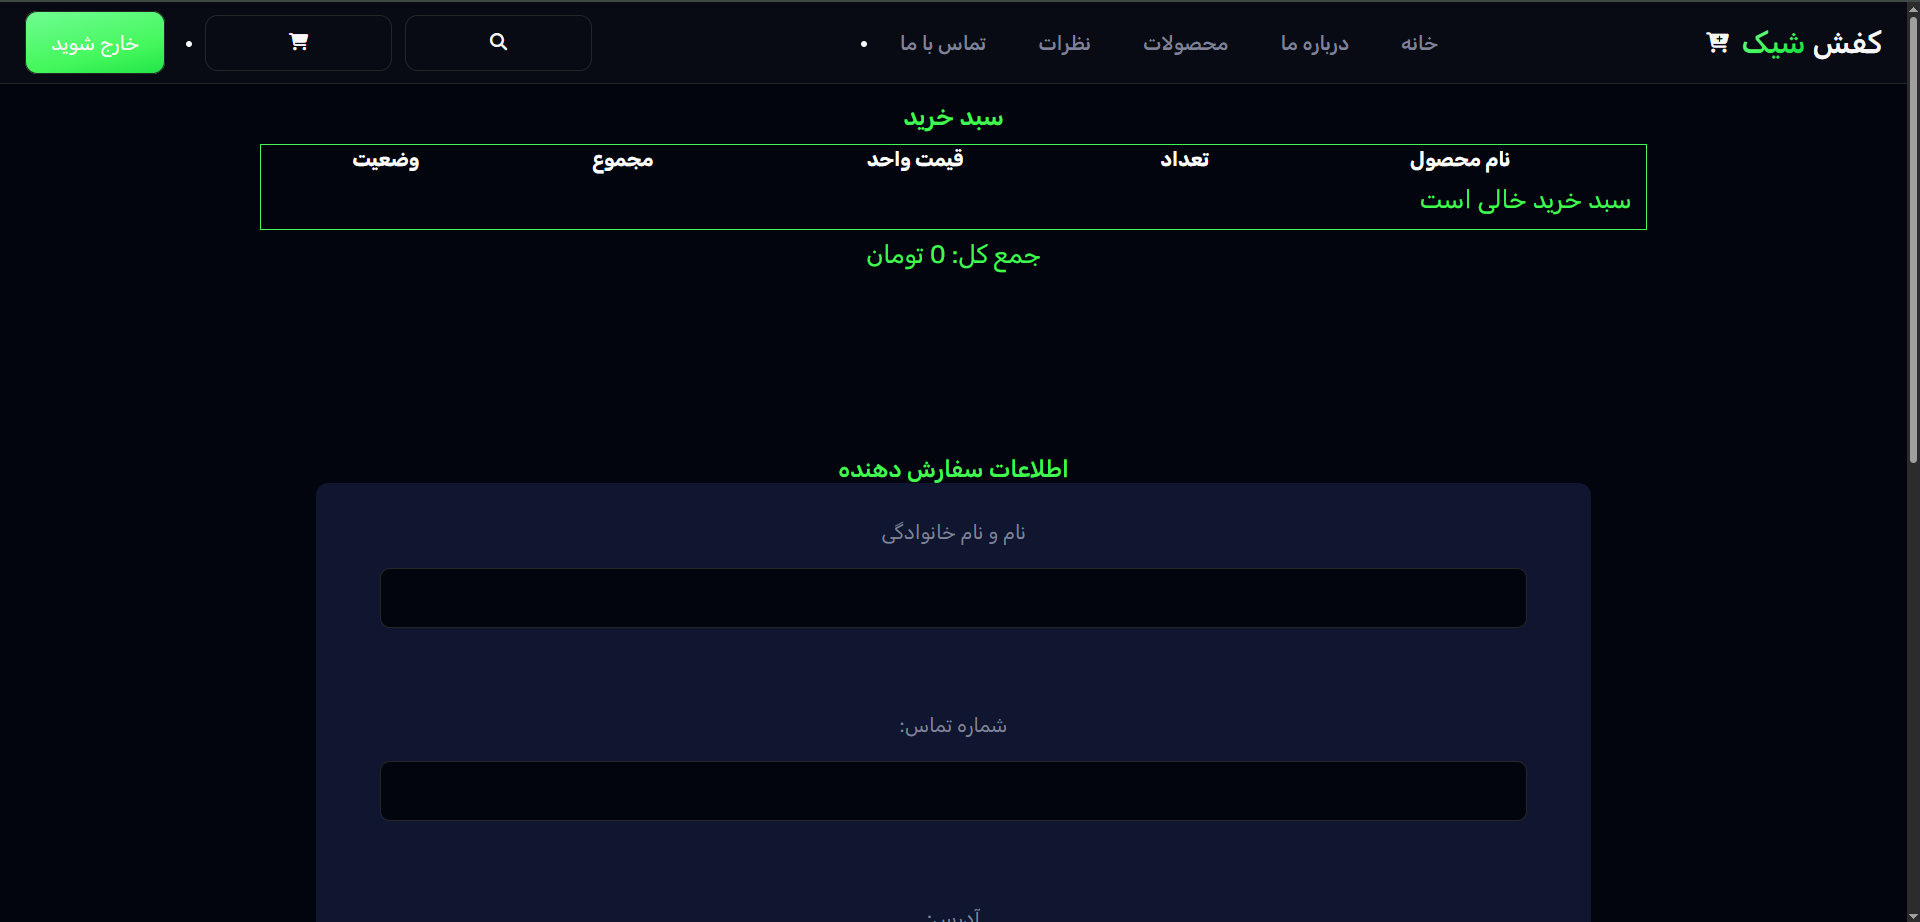 کفش شیک
خانه
درباره ما
محصولات
نظرات
تماس با ما
خارج شوید
سبد خرید
نام محصول تعداد قیمت واحد مجموع وضعیت
سبد خرید خالی است
جمع کل: 0 تومان
اطلاعات سفارش دهنده
نام و نام خانوادگی
شماره تماس:
آدرس: